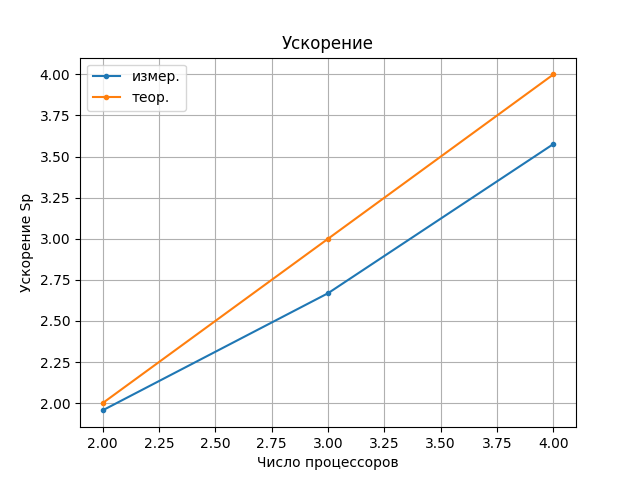 Ускорение
4.00
3.75
3.50
3.25
3.00
2.75
2.50
2.25
2.00
Ускорение Sp
измер.
теор.
2.00 2.25 2.50 2.75 3.00 3.25 3.50 3.75 4.00
Число процессоров